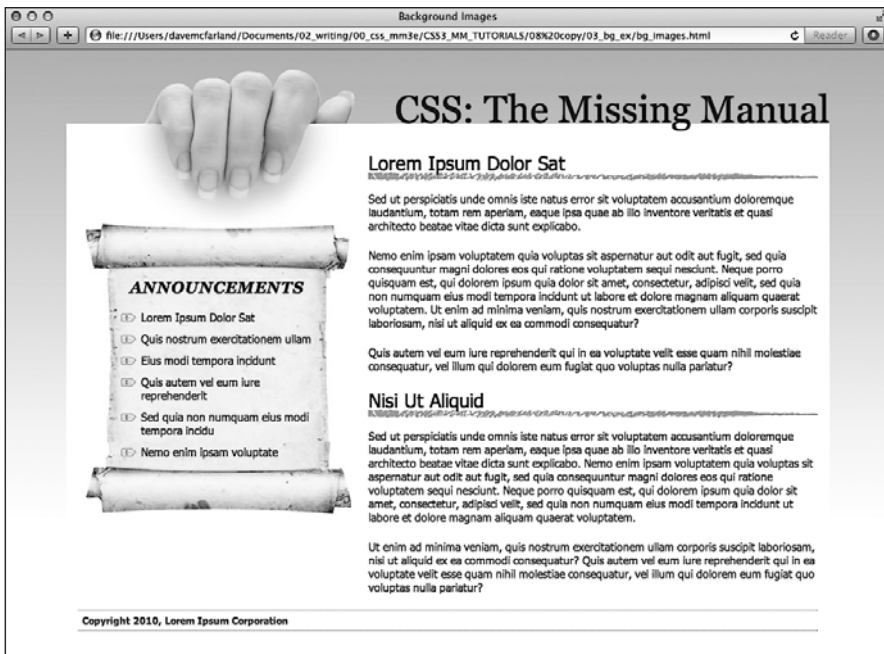 Background Images
file:///Users/davemcfarland/Documents/02_writing/00_css_mm3e/CSS3_MM_TUTORIALS/08%20copy/03_bg_ex/bg_images.html
Reader
CSS: The Missing Manual
Lorem Ipsum Dolor Sat
Sed ut perspiciatis unde omnis iste natus error sit voluptatem accusantium doloremque
laudantium, totam rem aperiam, eaque ipsa quae ab illo inventore veritatis et quasi
architecto beatae vitae dicta sunt explicabo.
Nemo enim ipsam voluptatem quia voluptas sit aspernatur aut odit aut fugit, sed quia
consequuntur magni dolores eos qui ratione voluptatem sequi nesciunt. Neque porro
quisquam est, qui dolorem ipsum quia dolor sit amet, consectetur, adipisci velit, sed quia
non numquam eius modi tempora incidunt ut labore et dolore magnam aliquam quaerat
voluptatem. Ut enim ad minima veniam, quis nostrum exercitationem ullam corporis suscipit
laboriosam, nisi ut aliquid ex ea commodi consequatur?
Quis autem vel eum iure reprehenderit qui in ea voluptate velit esse quam nihil molestiae
consequatur, vel illum qui dolorem eum fugiat quo voluptas nulla pariatur?
Nisi Ut Aliquid
Sed ut perspiciatis unde omnis iste natus error sit voluptatem accusantium doloremque
laudantium, totam rem aperiam, eaque ipsa quae ab illo inventore veritatis et quasi
architecto beatae vitae dicta sunt explicabo. Nemo enim ipsam voluptatem quia voluptas sit
aspernatur aut odit aut fugit, sed quia consequuntur magni dolores eos qui ratione
voluptatem sequi nesciunt. Neque porro quisquam est, qui dolorem ipsum quia dolor sit
amet, consectetur, adipisci velit, sed quia non numquam eius modi tempora incidunt ut
labore et dolore magnam aliquam quaerat voluptatem.
Ut enim ad minima veniam, quis nostrum exercitationem ullam corporis suscipit laboriosam,
nisi ut aliquid ex ea commodi consequatur? Quis autem vel eum iure reprehenderit qui in ea
voluptate velit esse quam nihil molestiae consequatur, vel illum qui dolorem eum fugiat quo
voluptas nulla pariatur?
ANNOUNCEMENTS
Lorem Ipsum Dolor Sat
Quis nostrum exercitationem ullam
Eius modi tempora incidunt
Quis autem vel eum iure
reprehenderit
Sed quia non numquam eius modi
tempora incidu
Nemo enim ipsam voluptate
Copyright 2010, Lorem Ipsum Corporation